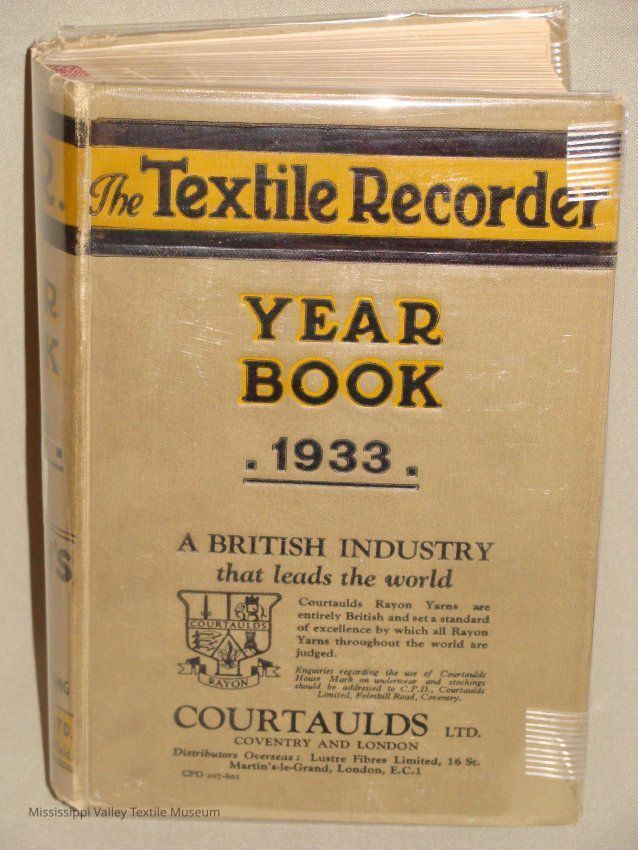 The Textile Recorder
YEAR
BOOK
. 1933 .
A BRITISH INDUSTRY
that leads the world
COURTAULDS
RAYON
Courtaulds Rayon Yarns are
entirely British and set a standard
of excellence by which all Rayon
Yarns throughout the world are
judged.
Enquiries regarding the use of Courtaulds
House Mark on underwear and stockings
should be addressed to C.P.D., Courtaulds
Limited, Foleshill Road, Coventry.
COURTAULDS LTD.
COVENTRY AND LONDON
Distributors Overseas: Lustre Fibres Limited, 16 St.
Martin's-le-Grand, London, E.C.1
CPD 207-601
Mississippi Valley Textile Museum